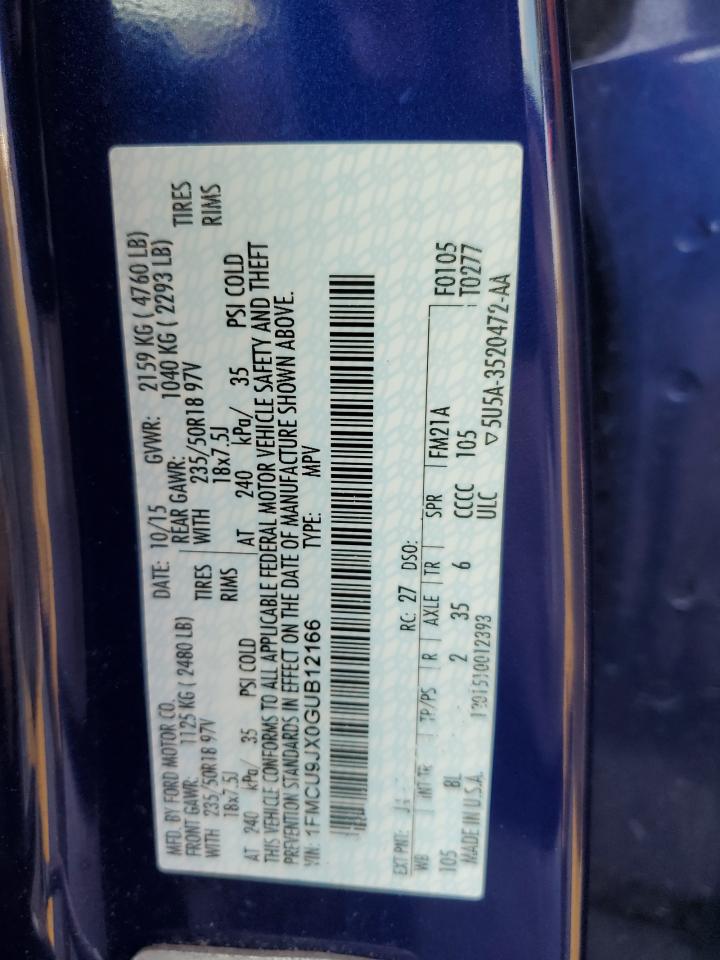 MFD. BY FORD MOTOR CO. DATE: 10/15 GVWR: 2159 KG ( 4760 LB)
FRONT GAWR: 1125 KG ( 2480 LB) REAR GAWR: 1040 KG ( 2293 LB)
WITH 235/50R18 97V TIRES WITH 235/50R18 97V TIRES
18x7.5J RIMS 18x7.5J RIMS
AT 240 kPa/ 35 PSI COLD AT 240 kPa/ 35 PSI COLD
THIS VEHICLE CONFORMS TO ALL APPLICABLE FEDERAL MOTOR VEHICLE SAFETY AND THEFT
PREVENTION STANDARDS IN EFFECT ON THE DATE OF MANUFACTURE SHOWN ABOVE.
VIN: 1FMCU9JX0GUB12166 TYPE: MPV
EXT PNT: RC: 27 DSO: F0105
WB INT TR TP/PS R AXLE TR SPR FM21A T0277
105 BL 2 35 6 CCCC 105
MADE IN U.S.A. ULC ▽5U5A-3520472-AA